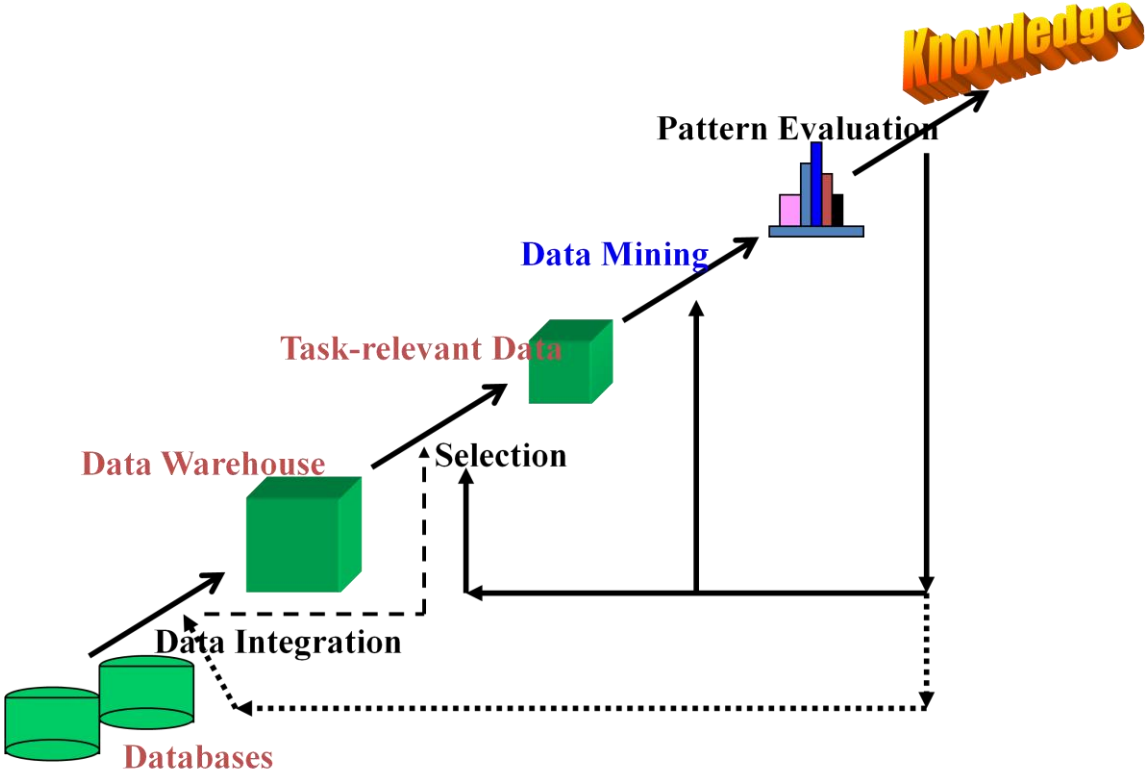 Knowledge
Pattern Evaluation
Data Mining
Task-relevant Data
Data Warehouse
Selection
Data Integration
Databases